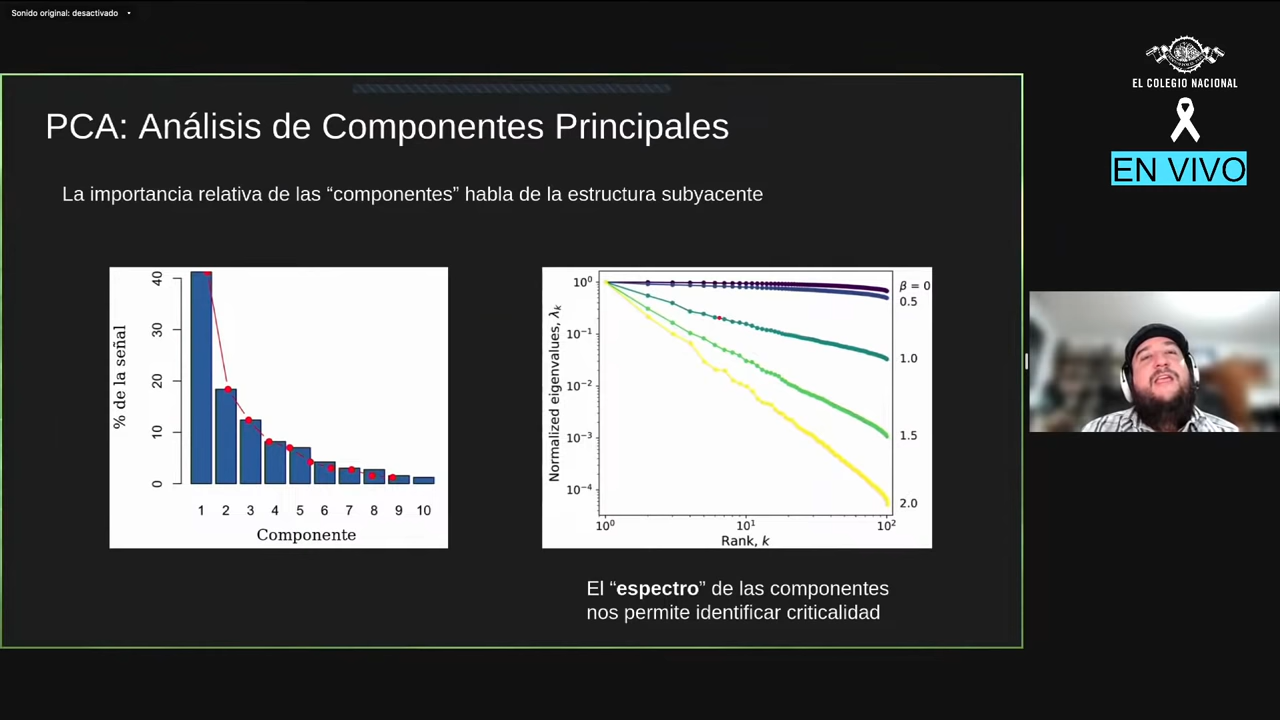 Sonido original: desactivado
EL COLEGIO NACIONAL
EN VIVO
PCA: Análisis de Componentes Principales
La importancia relativa de las “componentes” habla de la estructura subyacente
% de la señal
40
30
20
10
0
1 2 3 4 5 6 7 8 9 10
Componente
Normalized eigenvalues, λk
10⁰
10⁻¹
10⁻²
10⁻³
10⁻⁴
10⁰ 10¹ 10²
Rank, k
β = 0
0.5
1.0
1.5
2.0
El “espectro” de las componentes
nos permite identificar criticalidad